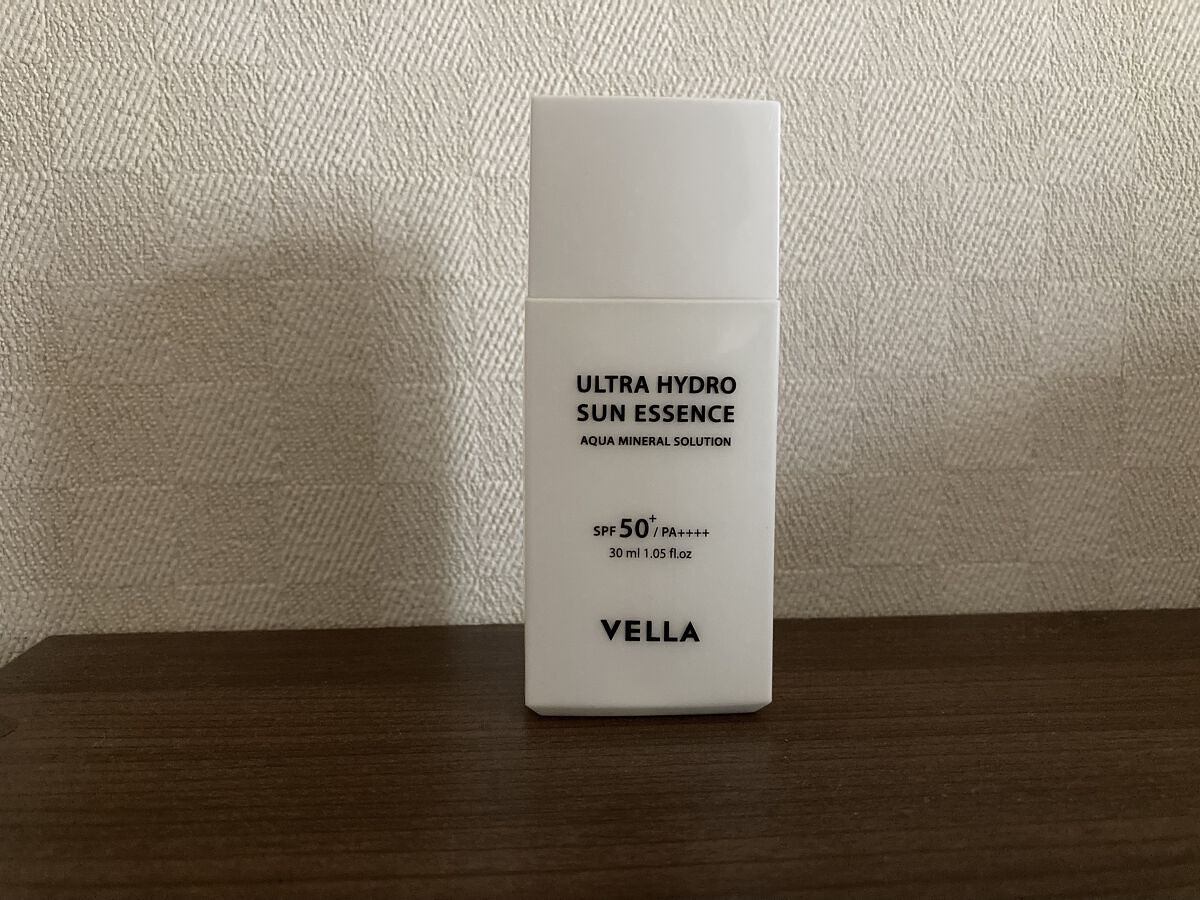 ULTRA HYDRO
SUN ESSENCE
AQUA MINERAL SOLUTION
SPF 50+ / PA++++
30 ml 1.05 fl.oz
VELLA